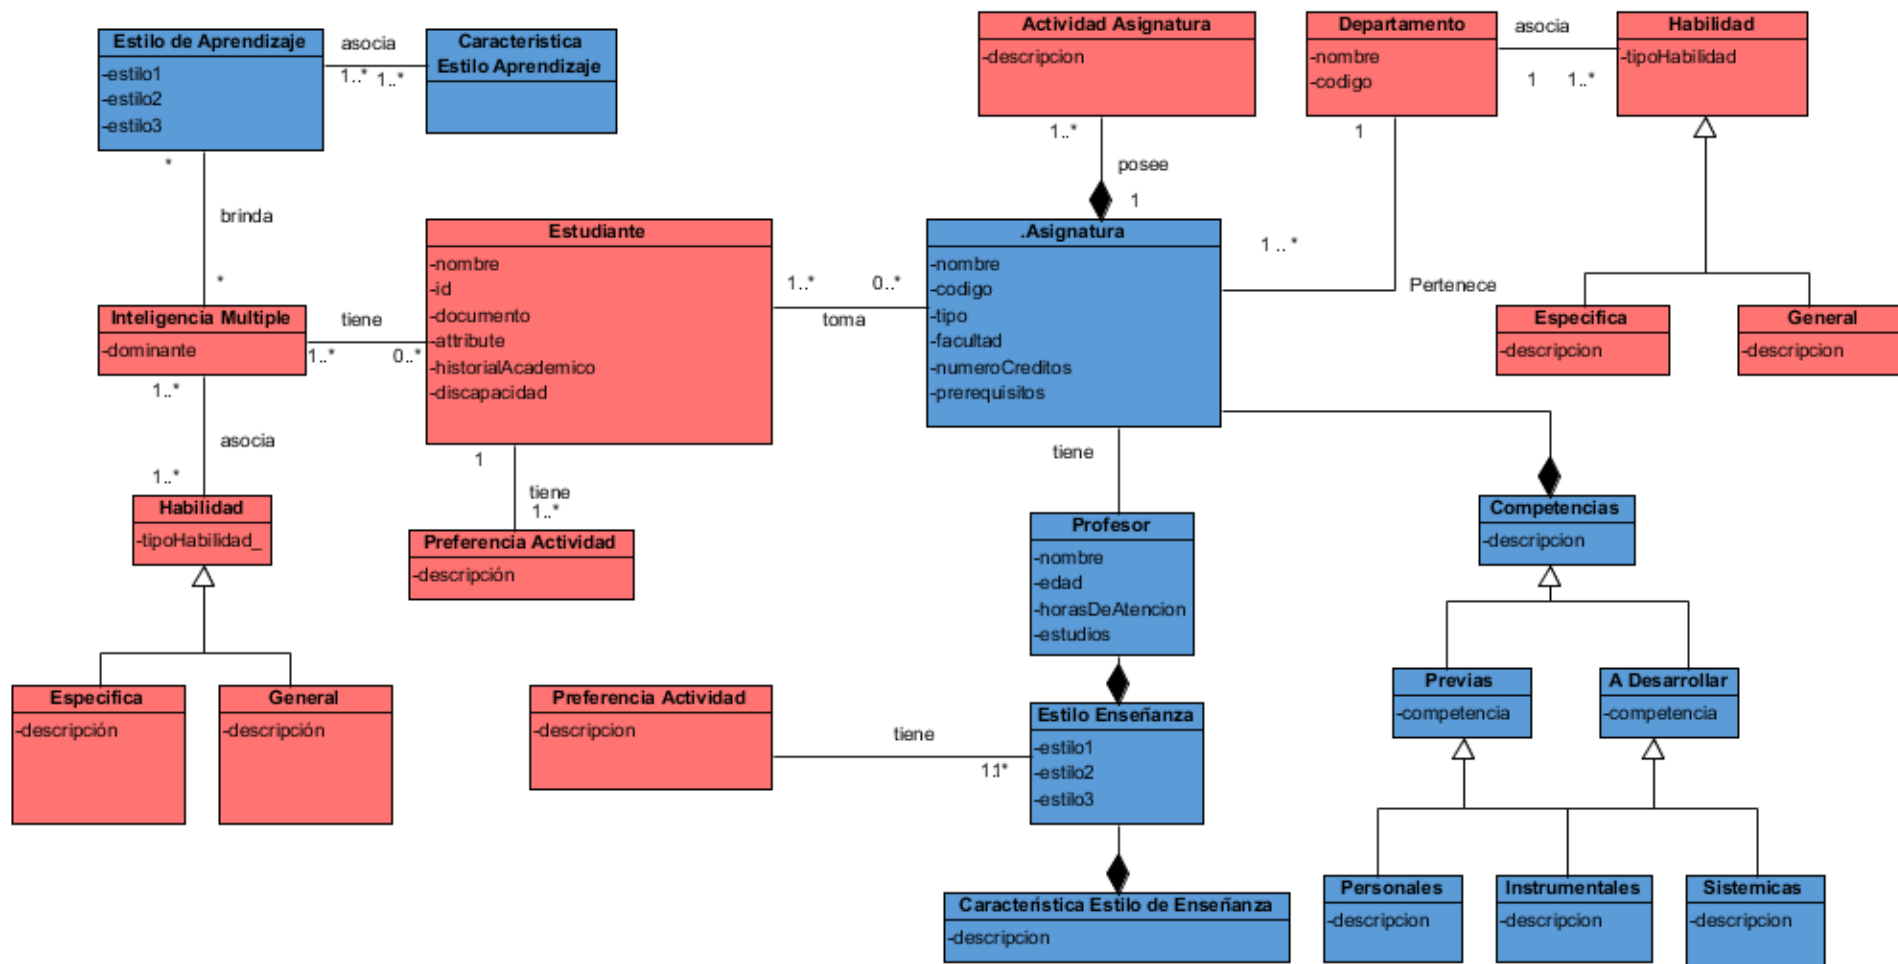 Estilo de Aprendizaje
-estilo1
-estilo2
-estilo3
asocia
1..* 1..*
Caracteristica
Estilo Aprendizaje
*
brinda
*
Inteligencia Multiple
-dominante
tiene
1..* 0..*
1..*
asocia
1..*
Habilidad
-tipoHabilidad_
Especifica
-descripción
General
-descripción
Estudiante
-nombre
-id
-documento
-attribute
-historialAcademico
-discapacidad
1
tiene
1..*
Preferencia Actividad
-descripción
1..* 0..*
toma
Actividad Asignatura
-descripcion
1..*
posee
1
.Asignatura
-nombre
-codigo
-tipo
-facultad
-numeroCreditos
-prerequisitos
Departamento
-nombre
-codigo
1
1 .. *
Pertenece
asocia
1 1..*
Habilidad
-tipoHabilidad
Especifica
-descripcion
General
-descripcion
tiene
Profesor
-nombre
-edad
-horasDeAtencion
-estudios
Preferencia Actividad
-descripcion
tiene
Estilo Enseñanza
-estilo1
-estilo2
-estilo3
Característica Estilo de Enseñanza
-descripcion
Competencias
-descripcion
Previas
-competencia
A Desarrollar
-competencia
Personales
-descripcion
Instrumentales
-descripcion
Sistemicas
-descripcion